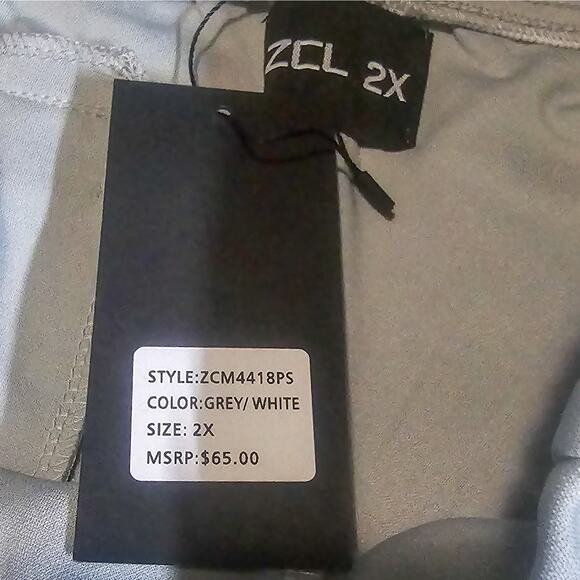 ZCL 2X
STYLE:ZCM4418PS
COLOR:GREY/ WHITE
SIZE: 2X
MSRP:$65.00